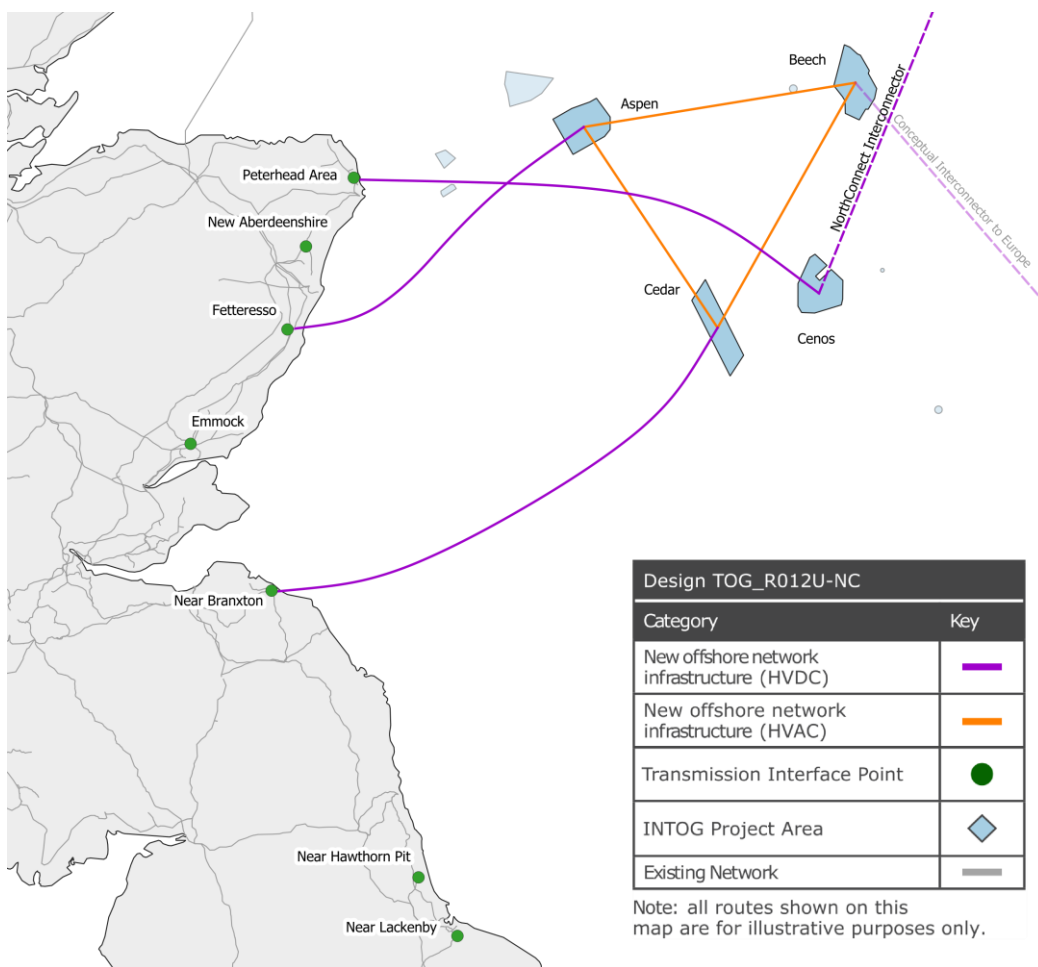 Beech
Aspen
NorthConnect Interconnector
Conceptual Interconnector to Europe
Peterhead Area
New Aberdeenshire
Cedar
Fetteresso
Cenos
Emmock
Near Branxton
Near Hawthorn Pit
Near Lackenby
Design TOG_R012U-NC
Category Key
New offshore network
infrastructure (HVDC)
New offshore network
infrastructure (HVAC)
Transmission Interface Point
INTOG Project Area
Existing Network
Note: all routes shown on this
map are for illustrative purposes only.